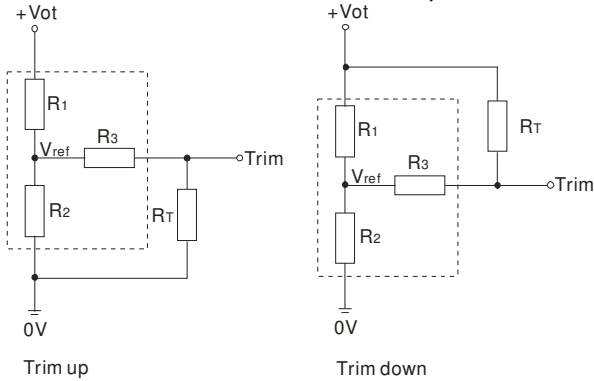 +Vot
R1
R3
Vref
Trim
R2
RT
0V
Trim up
+Vot
R1
RT
R3
Vref
Trim
R2
0V
Trim down